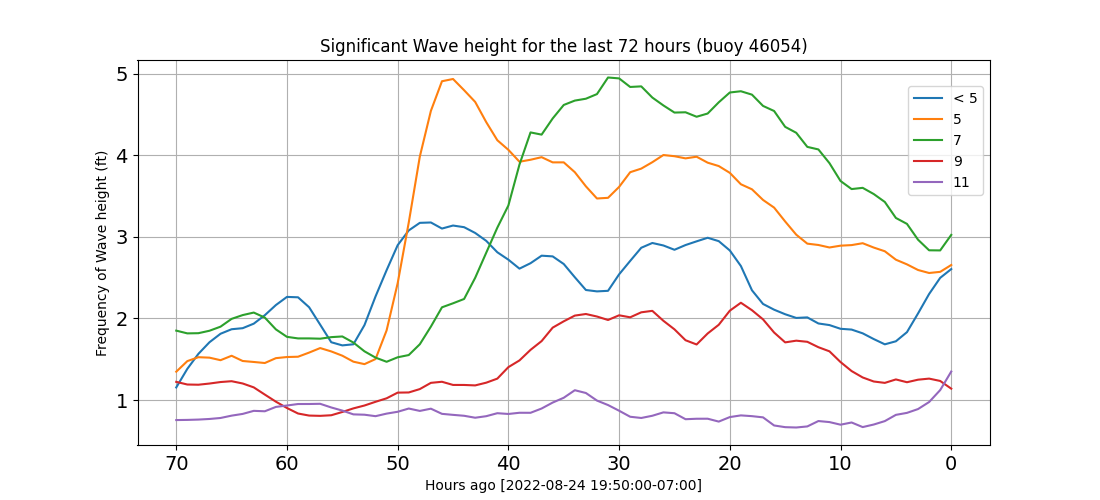 Significant Wave height for the last 72 hours (buoy 46054)
Frequency of Wave height (ft)
5
4
3
2
1
< 5
5
7
9
11
70 60 50 40 30 20 10 0
Hours ago [2022-08-24 19:50:00-07:00]